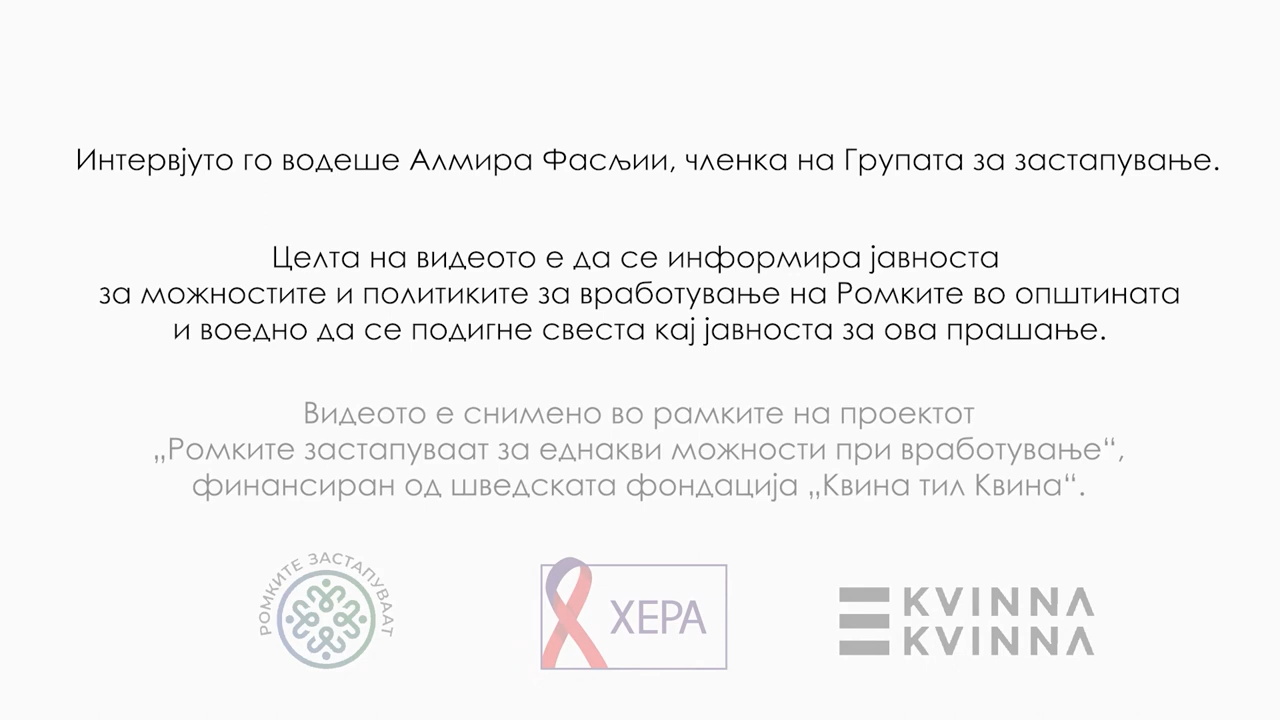 Интервјуто го водеше Алмира Фасљии, членка на Групата за застапување.
Целта на видеото е да се информира јавноста
за можностите и политиките за вработување на Ромките во општината
и воедно да се подигне свеста кај јавноста за ова прашање.
Видеото е снимено во рамките на проектот
„Ромките застапуваат за еднакви можности при вработување“,
финансиран од шведската фондација „Квина тил Квина“.
РОМКИТЕ ЗАСТАПУВААТ
ХЕРА
KVINNA
KVINNA